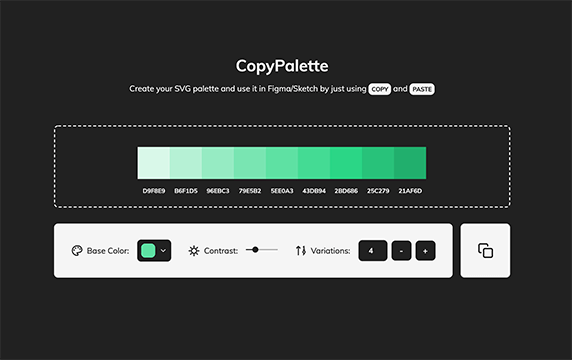 CopyPalette
Create your SVG palette and use it in Figma/Sketch by just using COPY and PASTE
D9F8E9 B6F1D5 96EBC3 79E5B2 5EE0A3 43DB94 2BD686 25C279 21AF6D
Base Color: Contrast: Variations: 4 - +